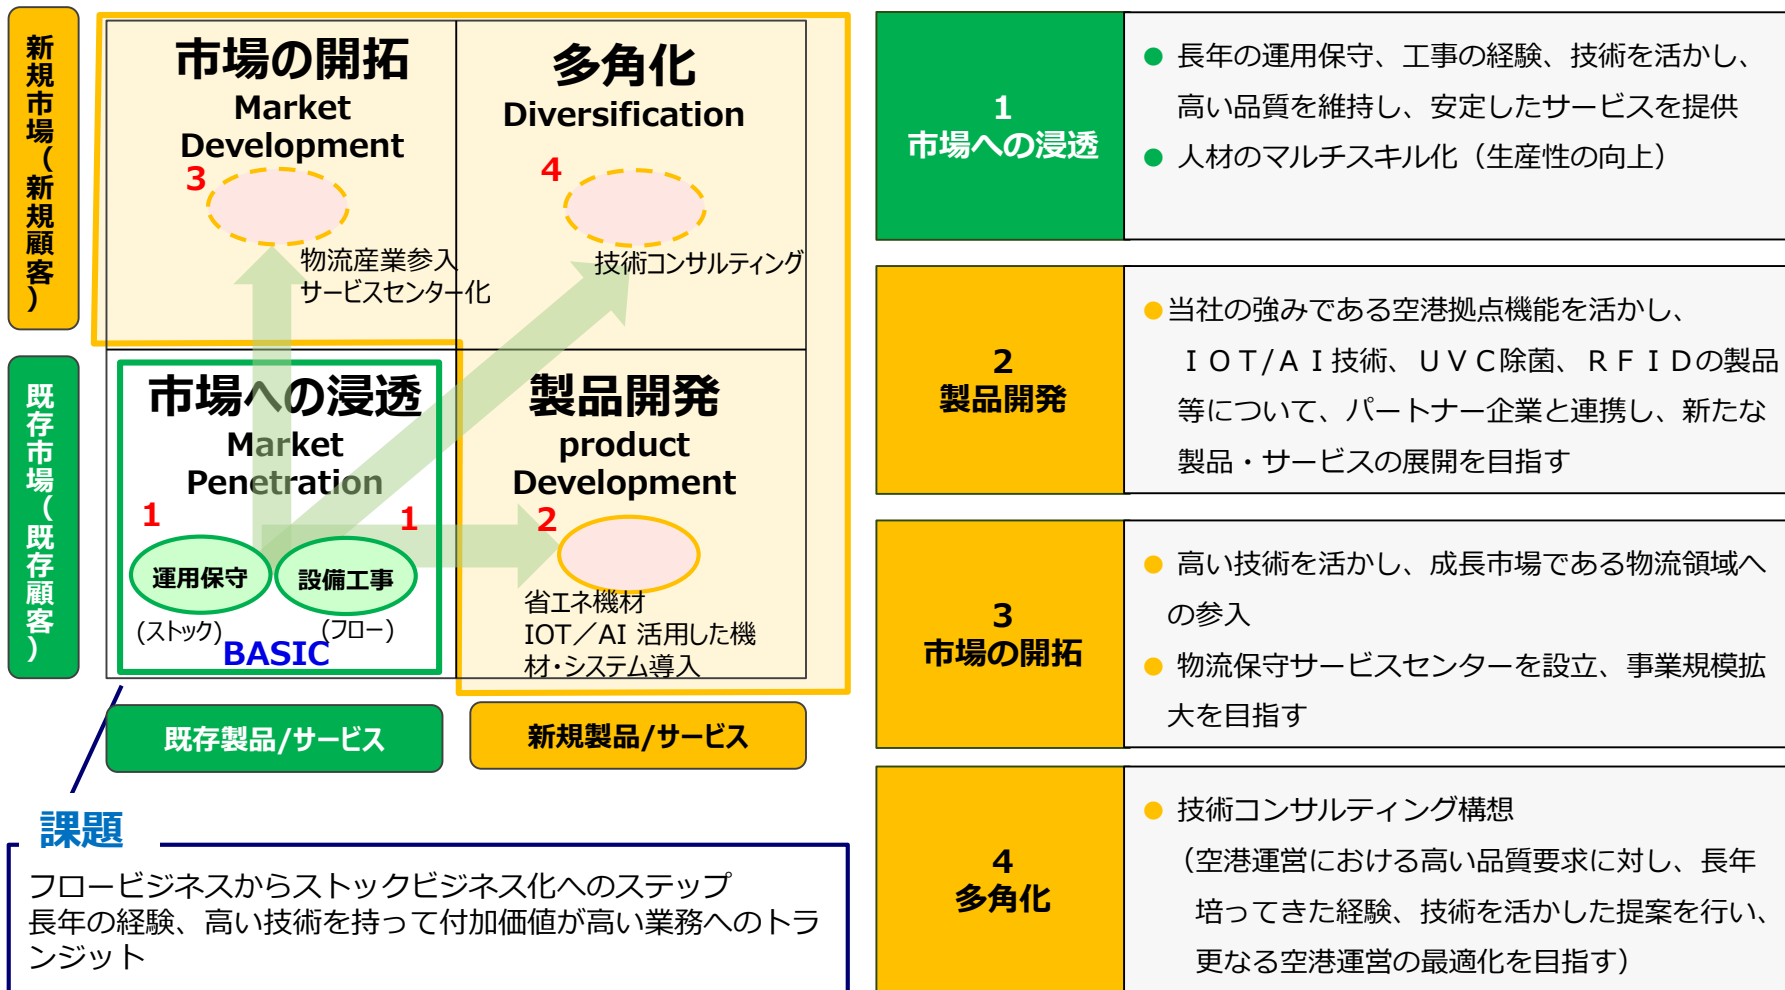 新規市場(新規顧客)
市場の開拓
Market
Development
3
物流産業参入
サービスセンター化
多角化
Diversification
4
技術コンサルティング
既存市場(既存顧客)
市場への浸透
Market
Penetration
1
1
運用保守
設備工事
(ストック)
(フロー)
BASIC
製品開発
product
Development
2
省エネ機材
IOT／AI 活用した機
材・システム導入
既存製品/サービス
新規製品/サービス
課題
フロービジネスからストックビジネス化へのステップ
長年の経験、高い技術を持って付加価値が高い業務へのトラ
ンジット
1
市場への浸透
● 長年の運用保守、工事の経験、技術を活かし、
高い品質を維持し、安定したサービスを提供
● 人材のマルチスキル化（生産性の向上）
2
製品開発
●当社の強みである空港拠点機能を活かし、
ＩＯＴ/ＡＩ技術、ＵＶＣ除菌、ＲＦＩＤの製品
等について、パートナー企業と連携し、新たな
製品・サービスの展開を目指す
3
市場の開拓
● 高い技術を活かし、成長市場である物流領域へ
の参入
● 物流保守サービスセンターを設立、事業規模拡
大を目指す
4
多角化
● 技術コンサルティング構想
（空港運営における高い品質要求に対し、長年
培ってきた経験、技術を活かした提案を行い、
更なる空港運営の最適化を目指す）